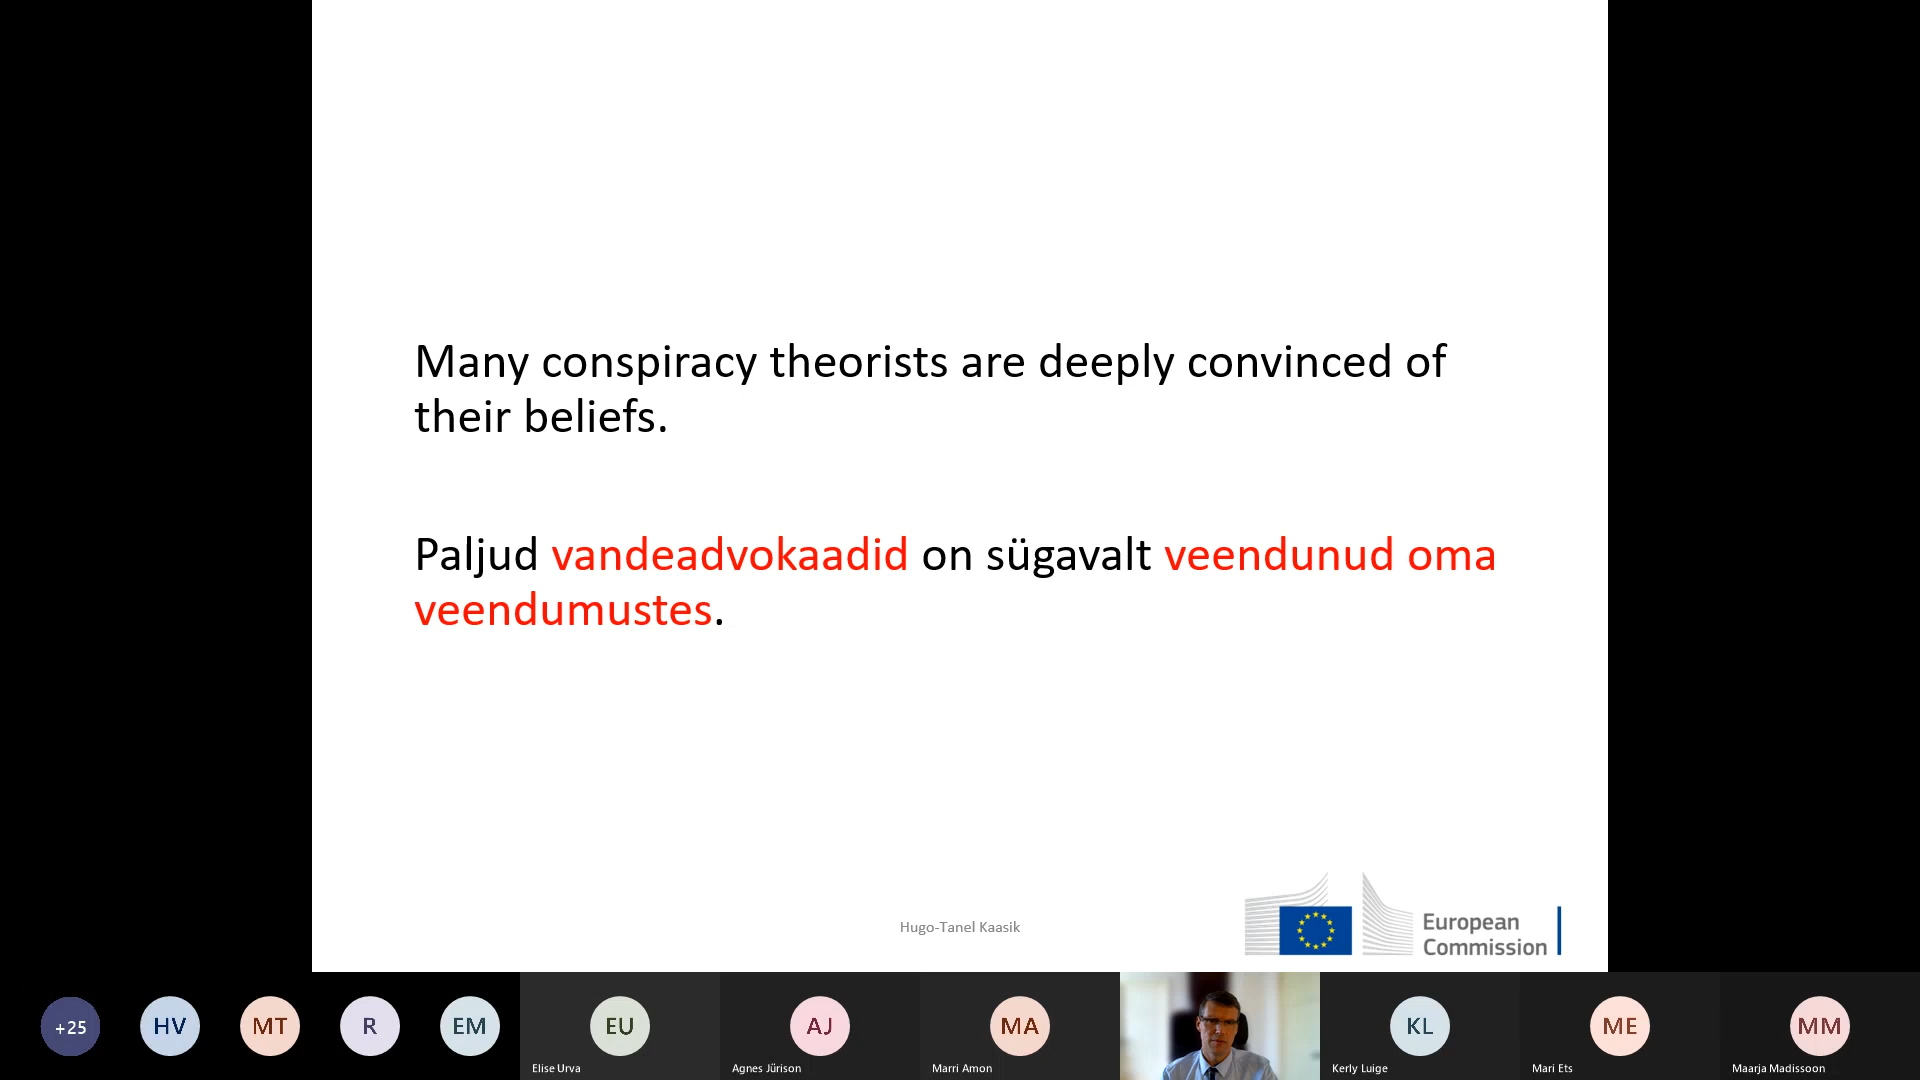 Many conspiracy theorists are deeply convinced of
their beliefs.
Paljud vandeadvokaadid on sügavalt veendunud oma
veendumustes.
Hugo-Tanel Kaasik
European
Commission
+25
HV
MT
R
EM
EU
AJ
MA
KL
ME
MM
Elise Urva
Agnes Jürison
Marri Amon
Kerly Luige
Mari Ets
Maarja Madissoon